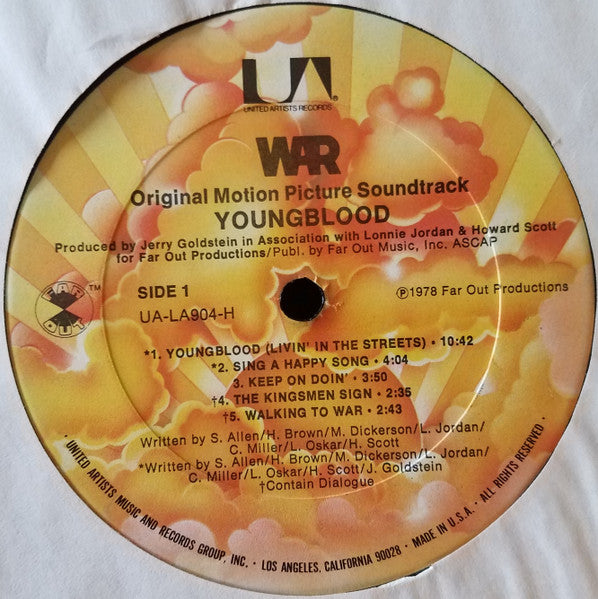 UA®
UNITED ARTISTS RECORDS
WAR
Original Motion Picture Soundtrack
YOUNGBLOOD
Produced by Jerry Goldstein in Association with Lonnie Jordan & Howard Scott
for Far Out Productions/Publ. by Far Out Music, Inc. ASCAP
FAR OUT™
SIDE 1
UA-LA904-H
℗1978 Far Out Productions
*1. YOUNGBLOOD (LIVIN' IN THE STREETS) • 10:42
*2. SING A HAPPY SONG • 4:04
3. KEEP ON DOIN' • 3:50
†4. THE KINGSMEN SIGN • 2:35
†5. WALKING TO WAR • 2:43
Written by S. Allen/H. Brown/M. Dickerson/L. Jordan/
C. Miller/L. Oskar/H. Scott
*Written by S. Allen/H. Brown/M. Dickerson/L. Jordan/
C. Miller/L. Oskar/H. Scott/J. Goldstein
†Contain Dialogue
• UNITED ARTISTS MUSIC AND RECORDS GROUP, INC. • LOS ANGELES, CALIFORNIA 90028 • MADE IN U.S.A. • ALL RIGHTS RESERVED •